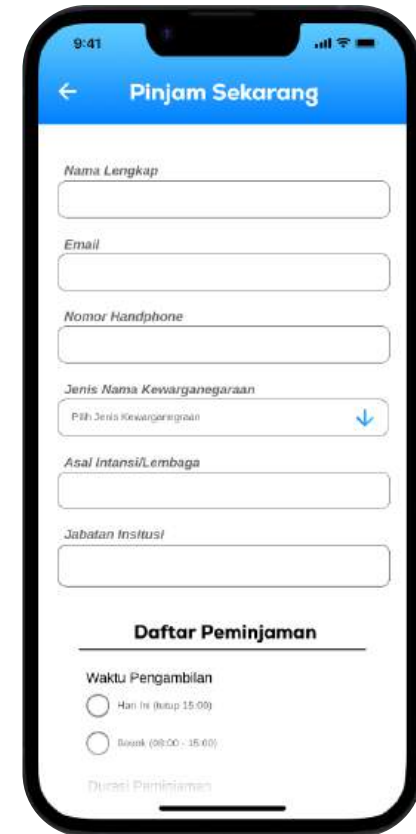 9:41
Pinjam Sekarang
Nama Lengkap
Email
Nomor Handphone
Jenis Nama Kewarganegaraan
Pilih Jenis Kewarganegraan
Asal Intansi/Lembaga
Jabatan Insitusi
Daftar Peminjaman
Waktu Pengambilan
Hari Ini (tutup 15:00)
Besok (08:00 - 15:00)
Durasi Peminjaman